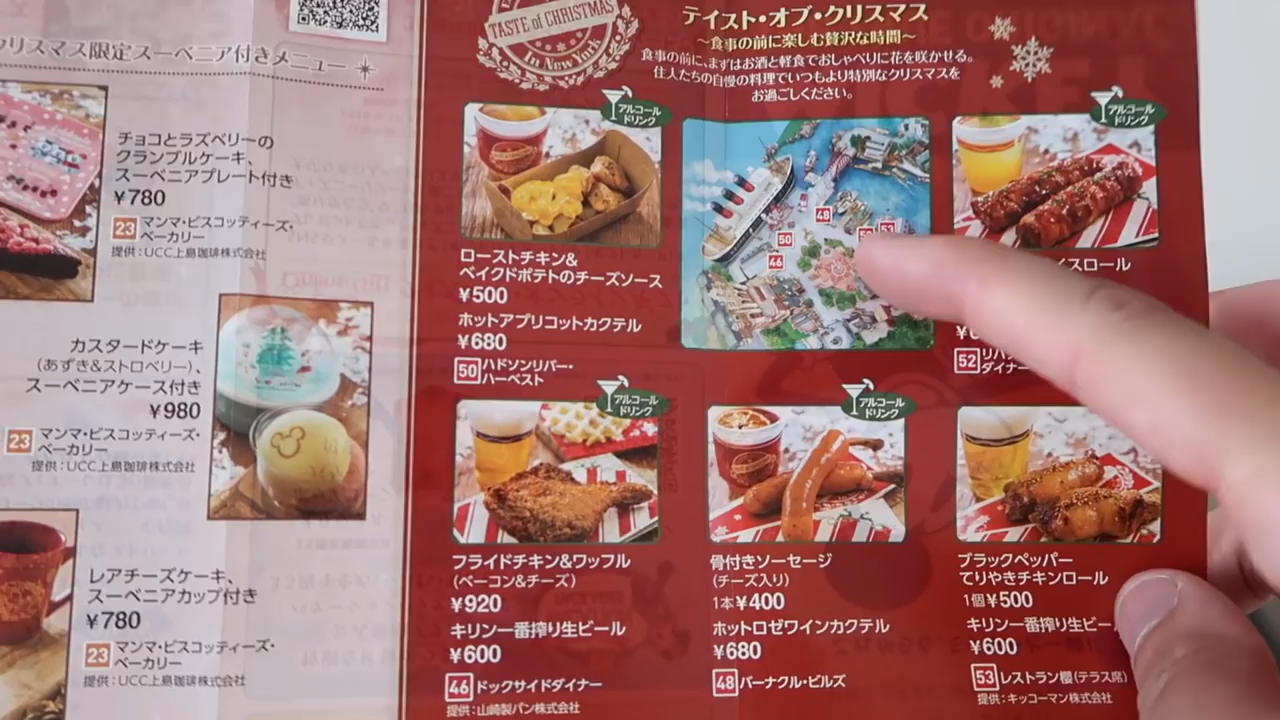 クリスマス限定スーベニア付きメニュー
チョコとラズベリーの
クランブルケーキ、
スーベニアプレート付き
¥780
23 マンマ・ビスコッティーズ・
ベーカリー
提供：UCC上島珈琲株式会社
カスタードケーキ
（あずき&ストロベリー）、
スーベニアケース付き
¥980
23 マンマ・ビスコッティーズ・
ベーカリー
提供：UCC上島珈琲株式会社
レアチーズケーキ、
スーベニアカップ付き
¥780
23 マンマ・ビスコッティーズ・
ベーカリー
提供：UCC上島珈琲株式会社
TASTE of CHRISTMAS
In New York
テイスト・オブ・クリスマス
〜食事の前に楽しむ贅沢な時間〜
食事の前に、まずはお酒と軽食でおしゃべりに花を咲かせる。
住人たちの自慢の料理でいつもより特別なクリスマスを
お過ごしください。
アルコール
ドリンク
ローストチキン&
ベイクドポテトのチーズソース
¥500
ホットアプリコットカクテル
¥680
50 ハドソンリバー・
ハーベスト
48
50
46
53
アルコール
ドリンク
イスロール
52
ダイナー
アルコール
ドリンク
フライドチキン&ワッフル
（ベーコン&チーズ）
¥920
キリン一番搾り生ビール
¥600
46 ドックサイドダイナー
提供：山崎製パン株式会社
アルコール
ドリンク
骨付きソーセージ
（チーズ入り）
1本¥400
ホットロゼワインカクテル
¥680
48 バーナクル・ビルズ
ブラックペッパー
てりやきチキンロール
1個¥500
キリン一番搾り生ビー
¥600
53 レストラン櫻（テラス席）
提供：キッコーマン株式会社